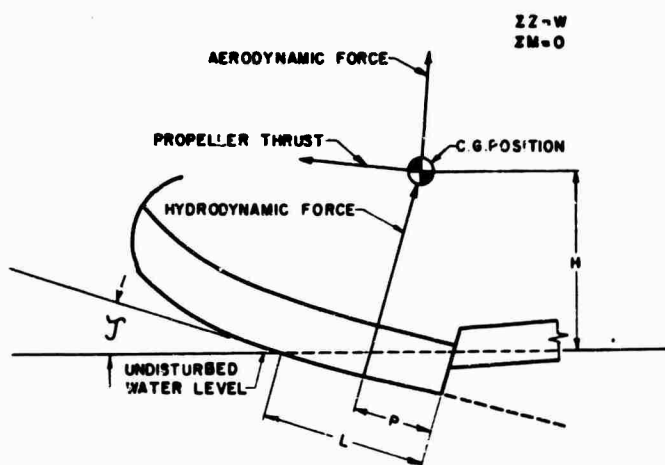 ΣZ=W
ΣM=0
AERODYNAMIC FORCE
PROPELLER THRUST
C.G. POSITION
HYDRODYNAMIC FORCE
H
τ
UNDISTURBED
WATER LEVEL
P
L